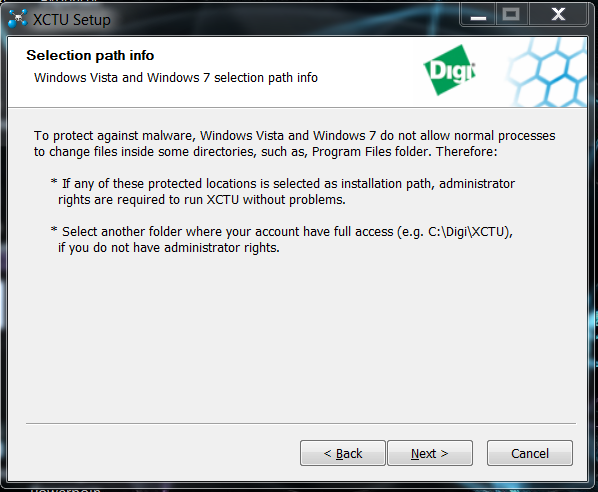 XCTU Setup
Selection path info
Windows Vista and Windows 7 selection path info
Digi
To protect against malware, Windows Vista and Windows 7 do not allow normal processes
to change files inside some directories, such as, Program Files folder. Therefore:
* If any of these protected locations is selected as installation path, administrator
rights are required to run XCTU without problems.
* Select another folder where your account have full access (e.g. C:\Digi\XCTU),
if you do not have administrator rights.
< Back
Next >
Cancel